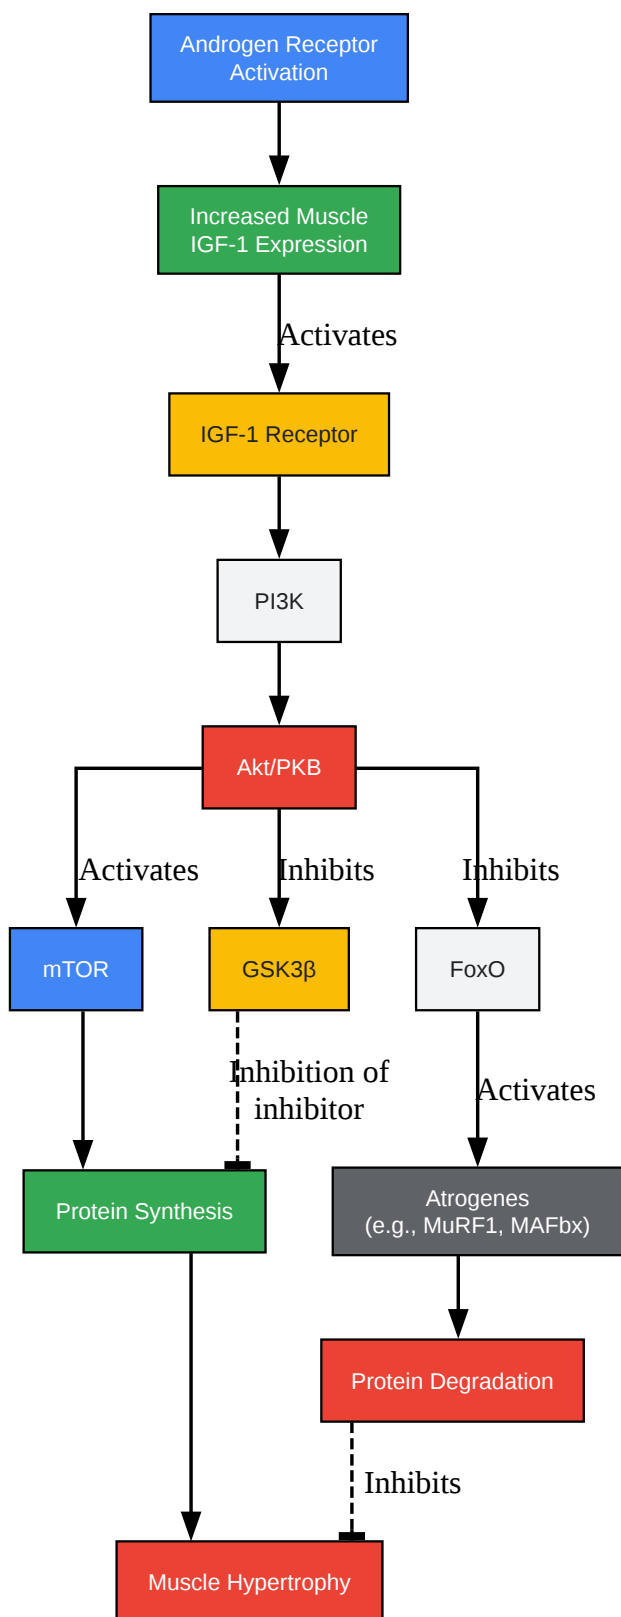 Androgen Receptor
Activation
Increased Muscle
IGF-1 Expression
Activates
IGF-1 Receptor
PI3K
Akt/PKB
Activates
Inhibits
Inhibits
mTOR
GSK3β
FoxO
Inhibition of
inhibitor
Activates
Protein Synthesis
Atrogenes
(e.g., MuRF1, MAFbx)
Protein Degradation
Inhibits
Muscle Hypertrophy